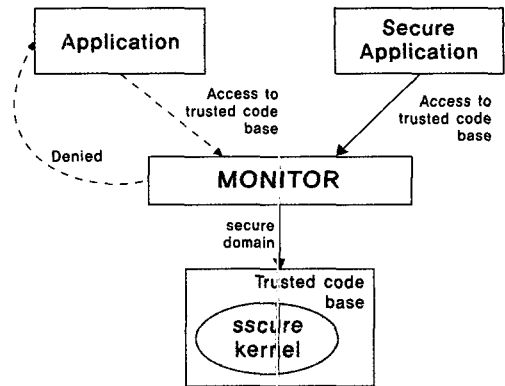 Application
Secure
Application
Access to
trusted code
base
Access to
trusted code
base
Denied
MONITOR
secure
domain
Trusted code
base
sscure
kernel